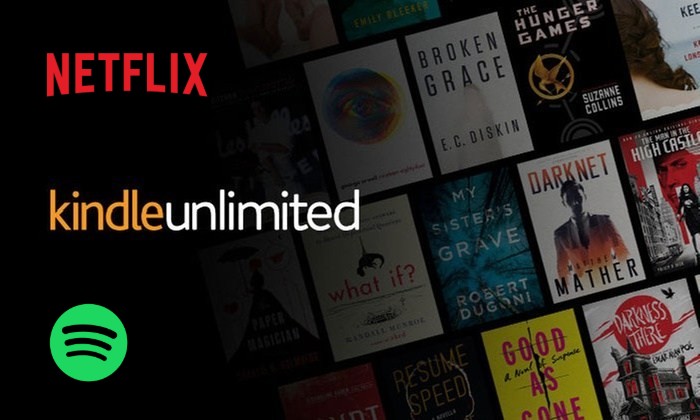 NETFLIX
kindleunlimited
EMILY BLEEKER
BROKEN
GRACE
E.C. DISKIN
THE
HUNGER
GAMES
SUZANNE
COLLINS
THE MAN IN THE
HIGH CASTLE
MY
SISTER'S
GRAVE
ROBERT
DUGONI
DARKNET
MATTHEW
MATHER
PAPER
MAGICIAN
what if?
RANDALL MUNROE
RESUME
SPEED
A NOVELLA
GOOD
a Novel of Suspense
AS
GONE
DARKNESS
THERE
EDGAR ALLAN POE